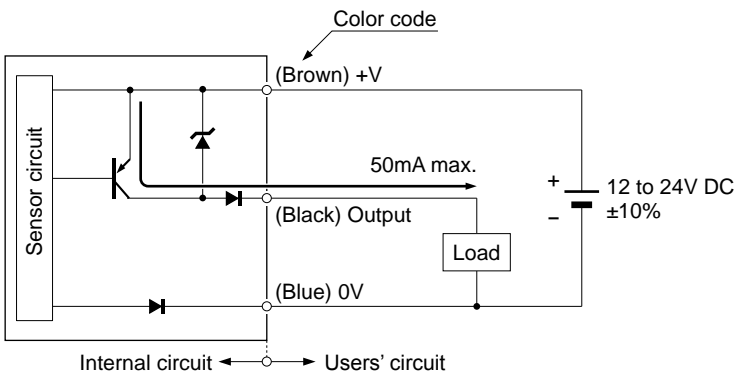 Color code
(Brown) +V
Sensor circuit
50mA max.
+
12 to 24V DC
−
±10%
(Black) Output
Load
(Blue) 0V
Internal circuit
Users’ circuit